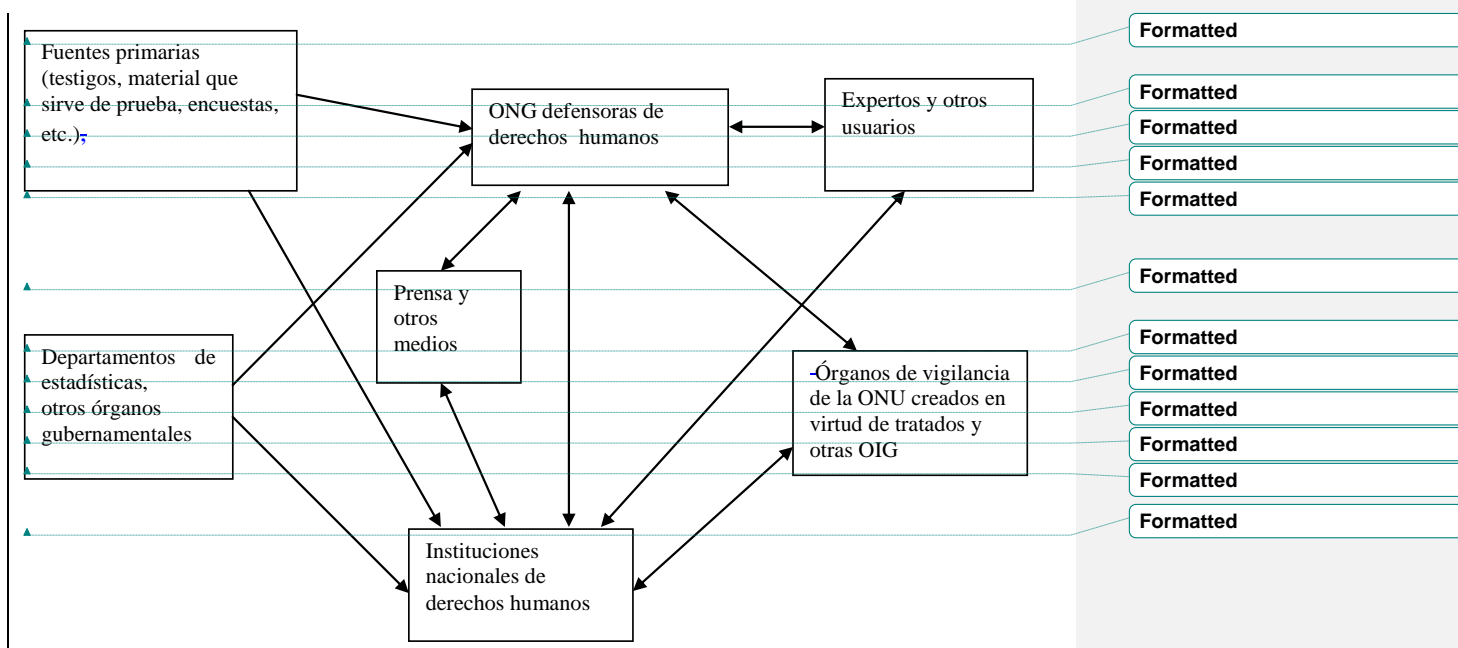 Fuentes primarias
(testigos, material que
sirve de prueba, encuestas,
etc.),
ONG defensoras de
derechos humanos
Expertos y otros
usuarios
Prensa y
otros
medios
Departamentos de
estadísticas,
otros órganos
gubernamentales
-Órganos de vigilancia
de la ONU creados en
virtud de tratados y
otras OIG
Instituciones
nacionales de
derechos humanos
Formatted
Formatted
Formatted
Formatted
Formatted
Formatted
Formatted
Formatted
Formatted
Formatted
Formatted
Formatted